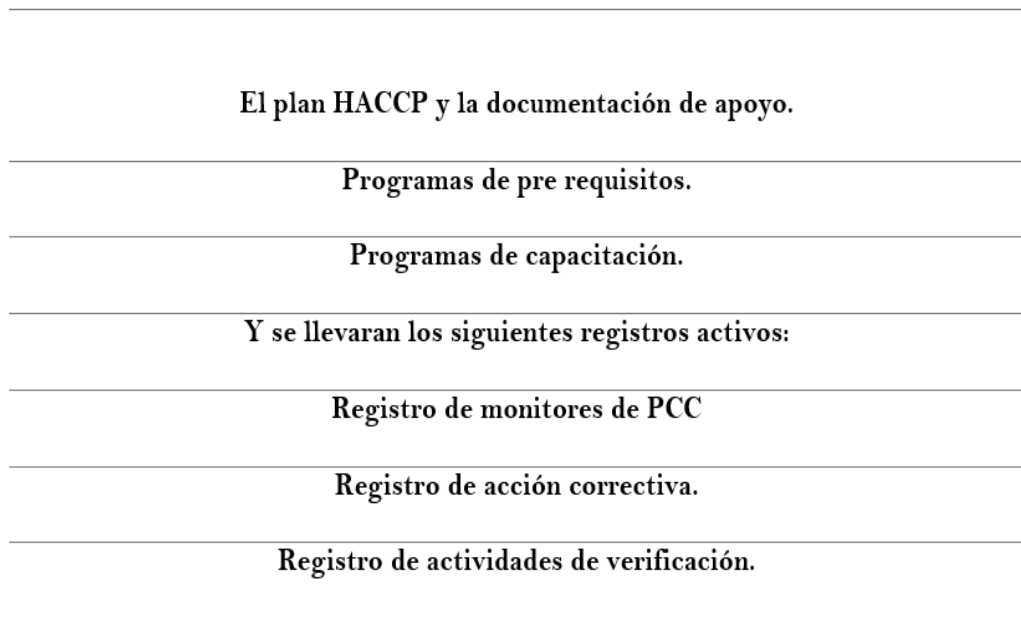 El plan HACCP y la documentación de apoyo.
Programas de pre requisitos.
Programas de capacitación.
Y se llevaran los siguientes registros activos:
Registro de monitores de PCC
Registro de acción correctiva.
Registro de actividades de verificación.